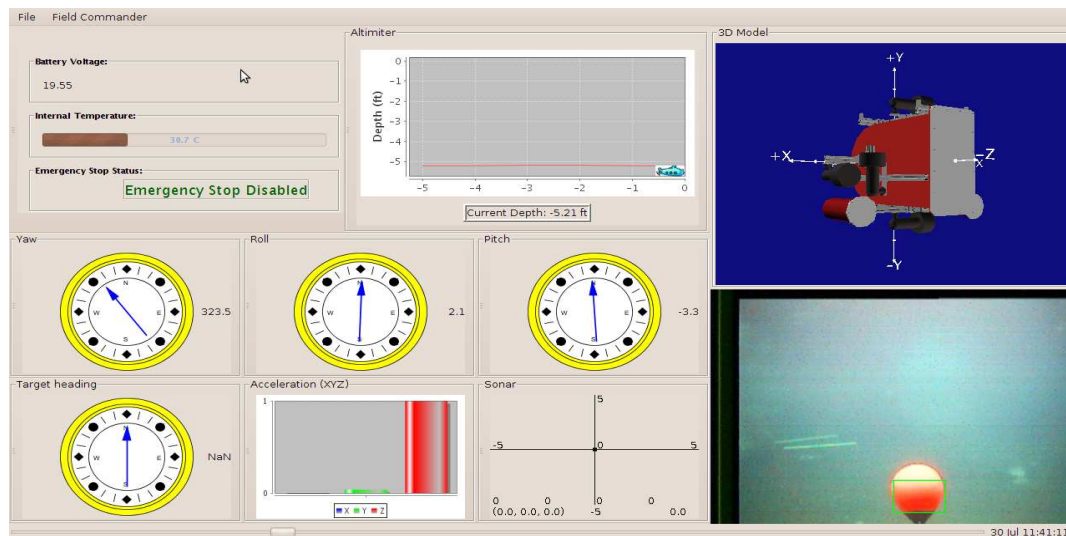 File Field Commander
Battery Voltage:
19.55
Internal Temperature:
30.7 C
Emergency Stop Status:
Emergency Stop Disabled
Altimiter
Depth (ft)
0
-1
-2
-3
-4
-5
-5 -4 -3 -2 -1 0
Current Depth: -5.21 ft
3D Model
+Y
+X
-Z
X
-Y
Yaw
N
W E
S
323.5
Roll
N
W E
S
2.1
Pitch
N
W E
S
-3.3
Target heading
N
W E
S
NaN
Acceleration (XYZ)
1
0
X Y Z
Sonar
5
-5 0 5
0 0 0 0
(0.0, 0.0, 0.0) -5 0.0
30 Jul 11:41:11